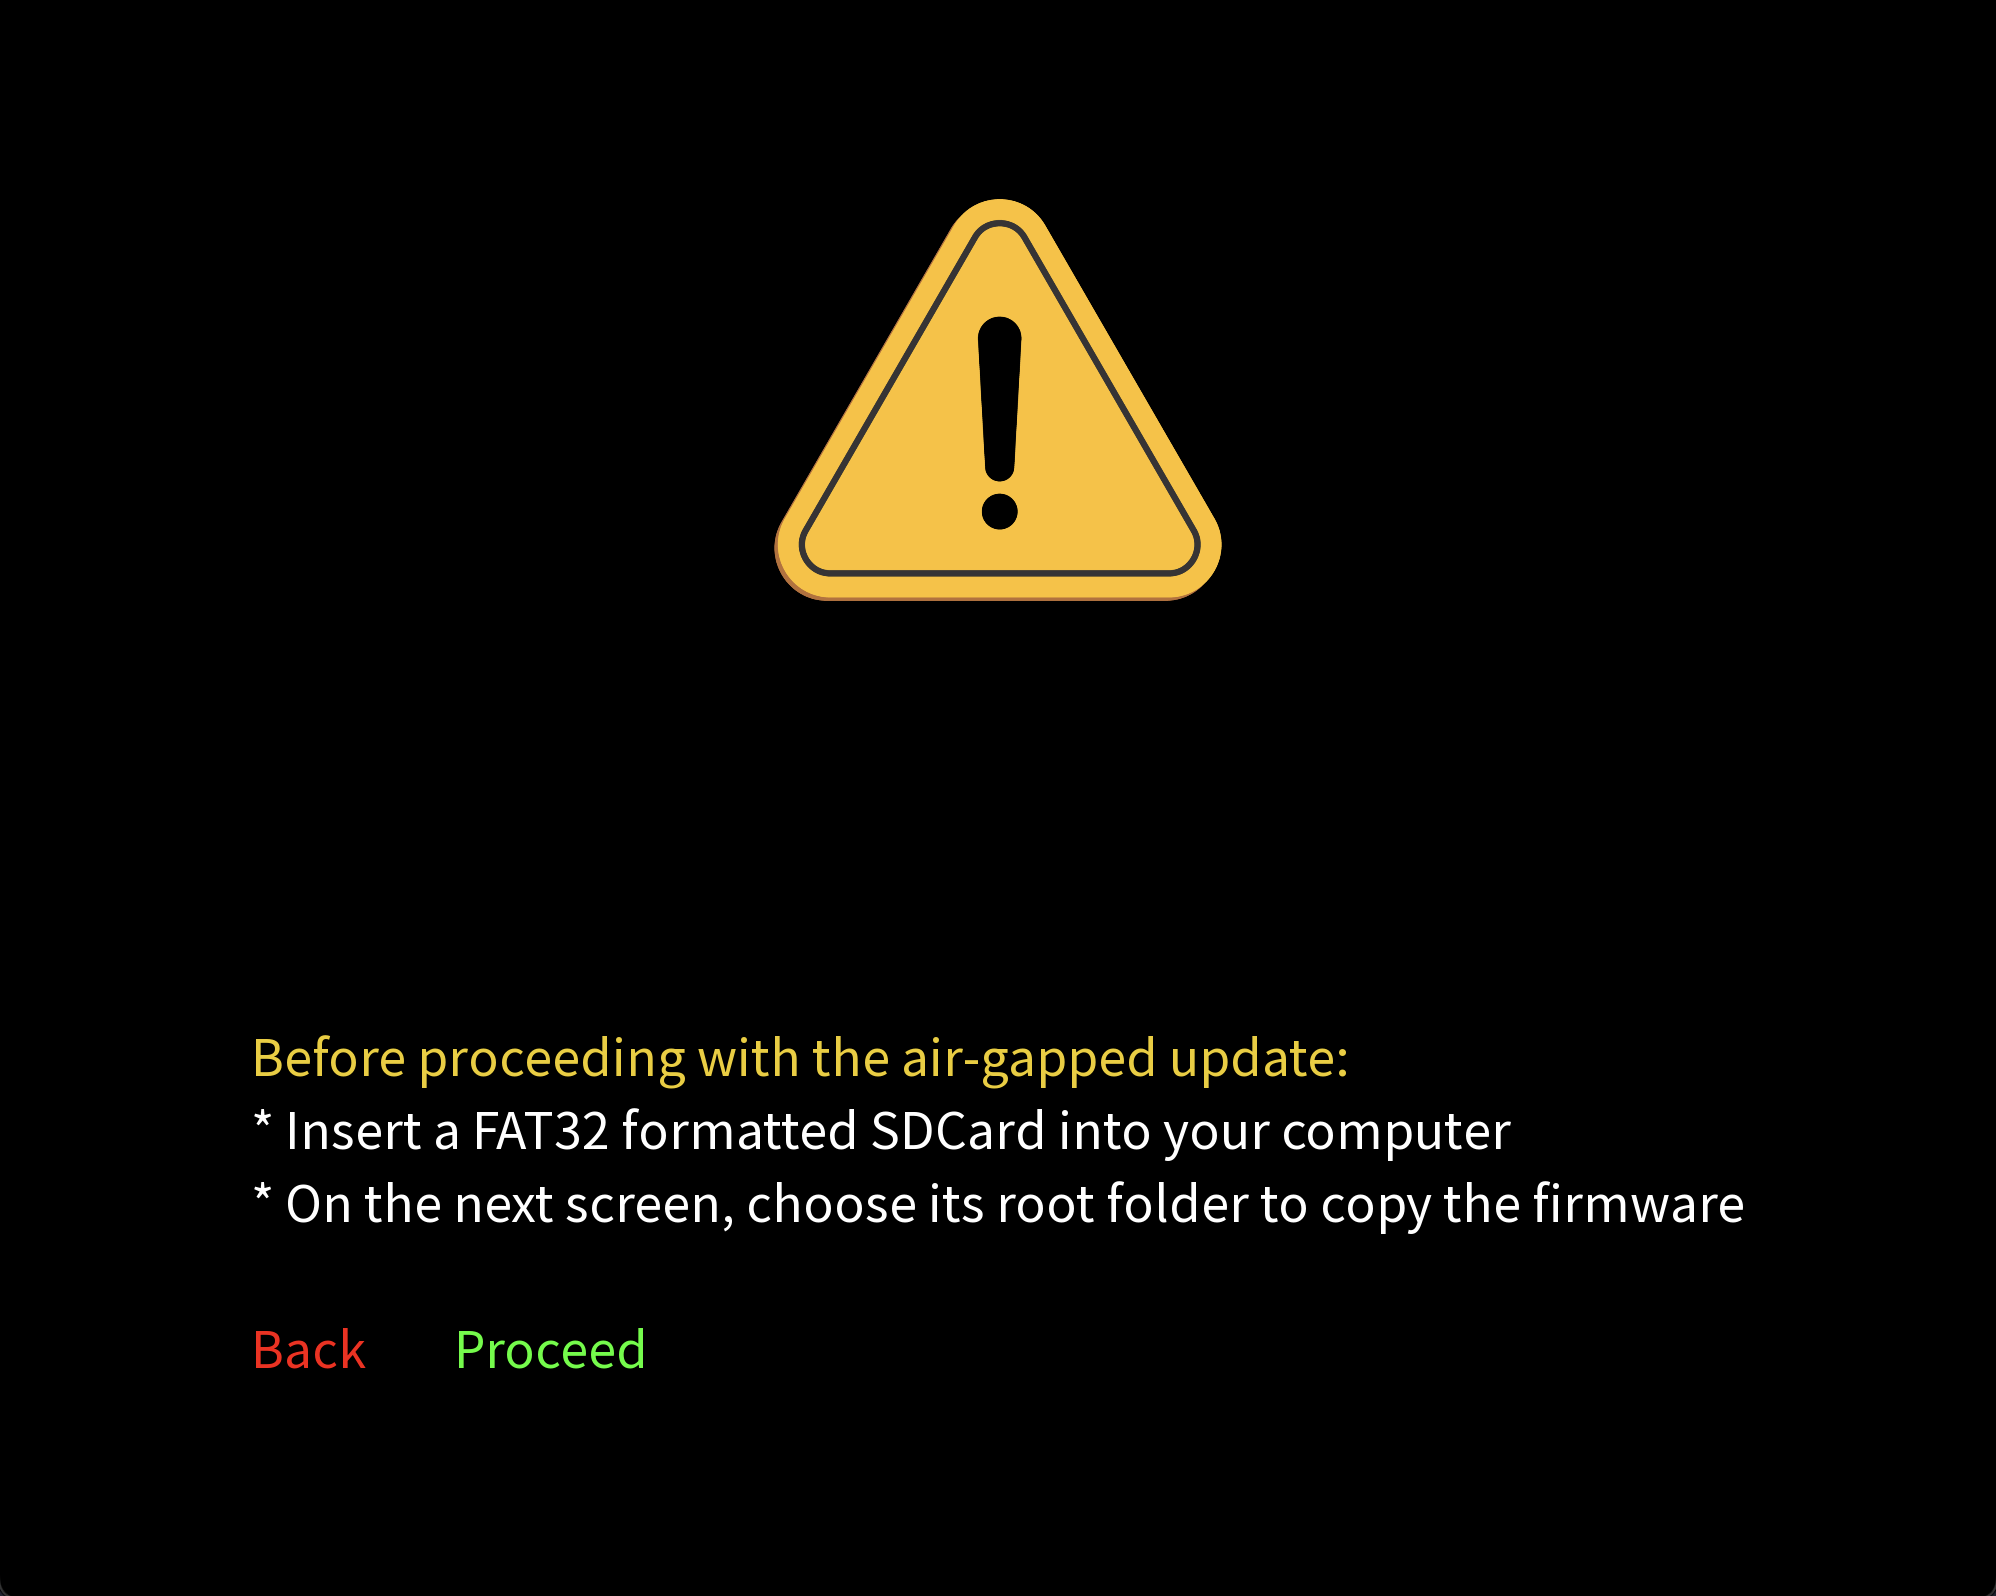 Before proceeding with the air-gapped update:
* Insert a FAT32 formatted SDCard into your computer
* On the next screen, choose its root folder to copy the firmware
Back Proceed